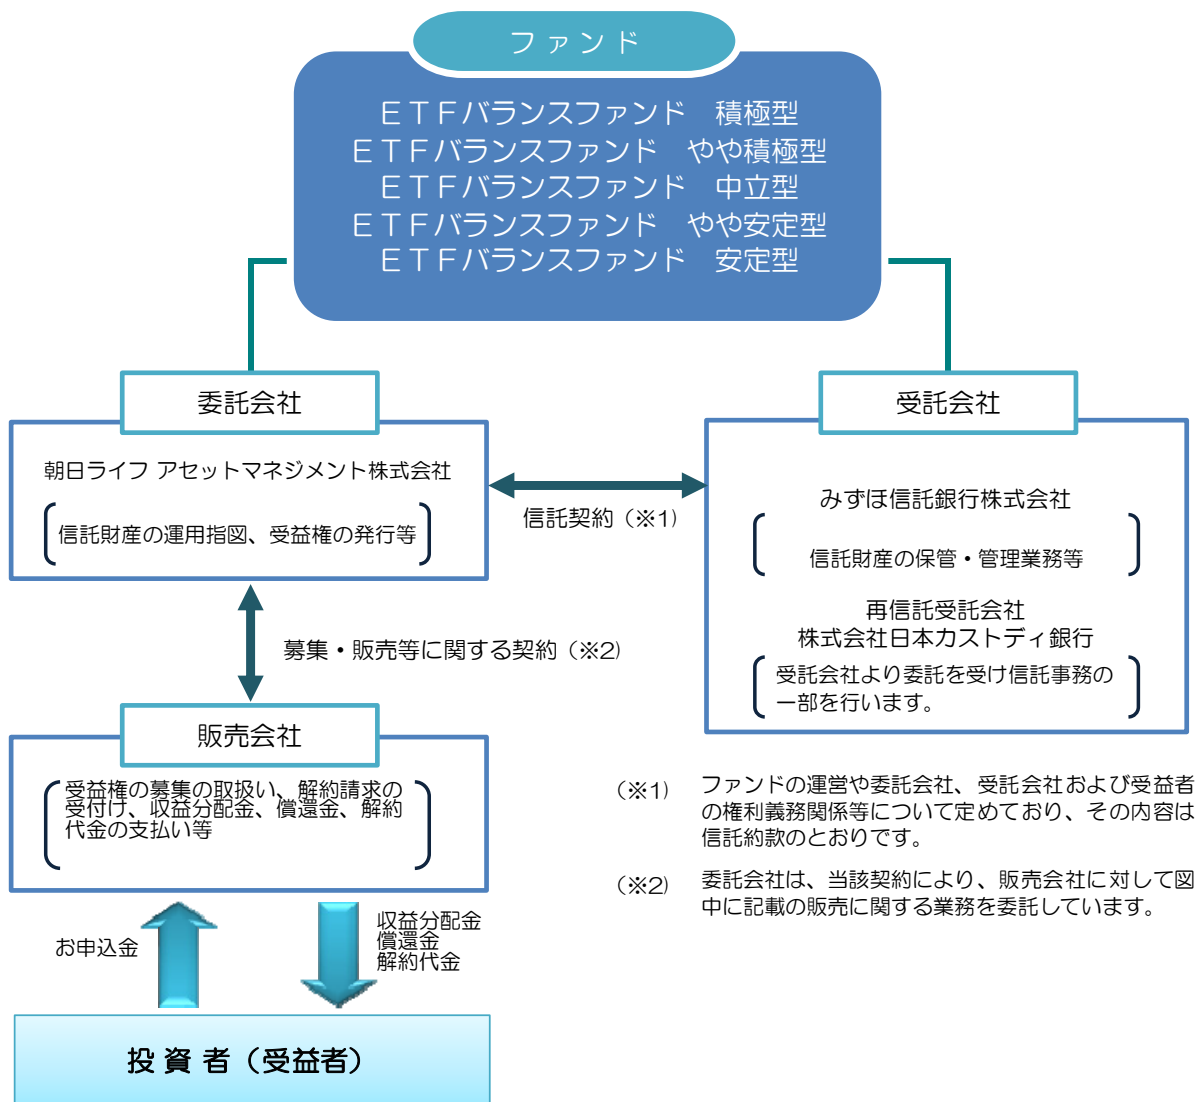 ファンド
ETFバランスファンド 積極型
ETFバランスファンド やや積極型
ETFバランスファンド 中立型
ETFバランスファンド やや安定型
ETFバランスファンド 安定型
委託会社
朝日ライフ アセットマネジメント株式会社
信託財産の運用指図、受益権の発行等
信託契約(※1)
受託会社
みずほ信託銀行株式会社
信託財産の保管・管理業務等
再信託受託会社
株式会社日本カストディ銀行
受託会社より委託を受け信託事務の
一部を行います。
募集・販売等に関する契約(※2)
販売会社
受益権の募集の取扱い、解約請求の
受付け、収益分配金、償還金、解約
代金の支払い等
(※1) ファンドの運営や委託会社、受託会社および受益者
の権利義務関係等について定めており、その内容は
信託約款のとおりです。
(※2) 委託会社は、当該契約により、販売会社に対して図
中に記載の販売に関する業務を委託しています。
お申込金
収益分配金
償還金
解約代金
投資者(受益者)